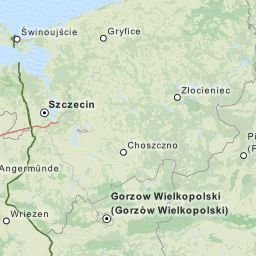 Świnoujście
Gryfice
Złocieniec
Szczecin
Choszczno
Angermünde
Gorzow Wielkopolski
(Gorzów Wielkopolski)
Wriezen